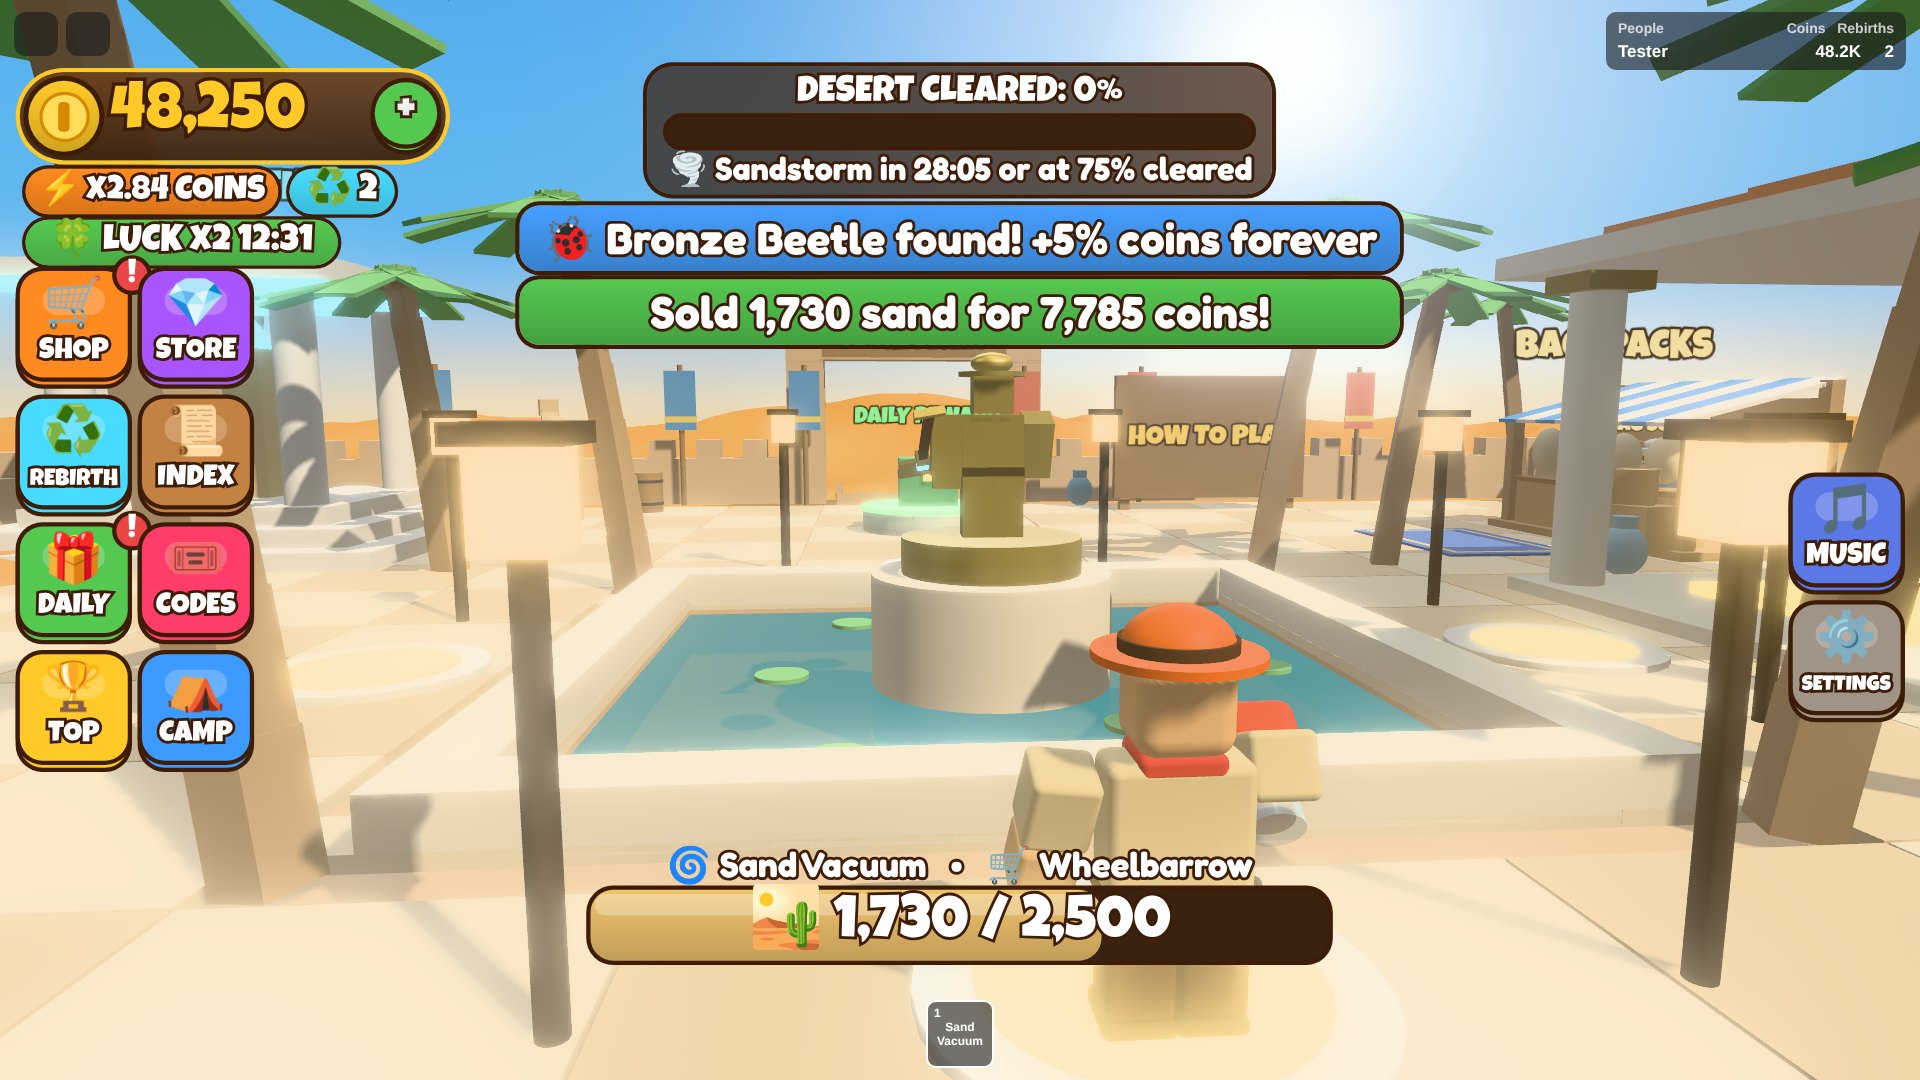 People Coins Rebirths
Tester 48.2K 2
48,250
+
X2.84 COINS
2
LUCK X2 12:31
DESERT CLEARED: 0%
Sandstorm in 28:05 or at 75% cleared
Bronze Beetle found! +5% coins forever
Sold 1,730 sand for 7,785 coins!
!
SHOP
STORE
REBIRTH
INDEX
!
DAILY
CODES
TOP
CAMP
DAILY
HOW TO
MUSIC
SETTINGS
Sand Vacuum • Wheelbarrow
1,730 / 2,500
1
Sand
Vacuum